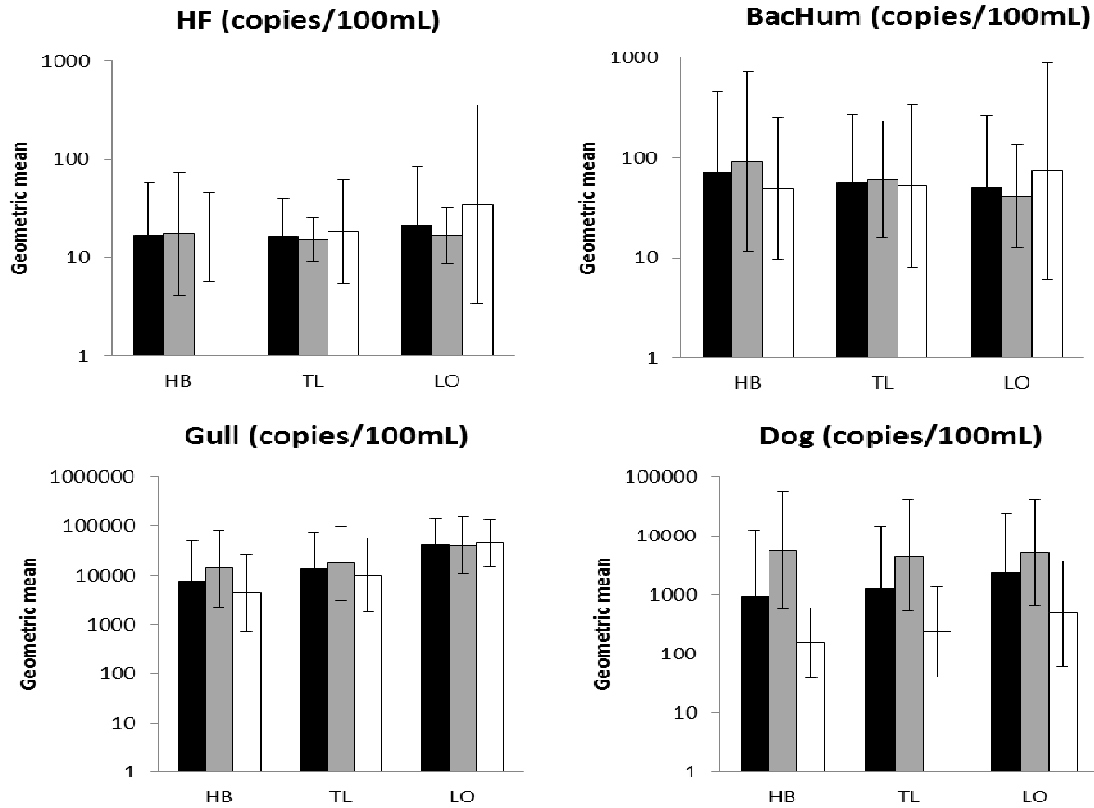 HF (copies/100mL)
1000
100
10
1
Geometric mean
HB TL LO
BacHum (copies/100mL)
1000
100
10
1
Geometric mean
HB TL LO
Gull (copies/100mL)
1000000
100000
10000
1000
100
10
1
Geometric mean
HB TL LO
Dog (copies/100mL)
100000
10000
1000
100
10
1
Geometric mean
HB TL LO